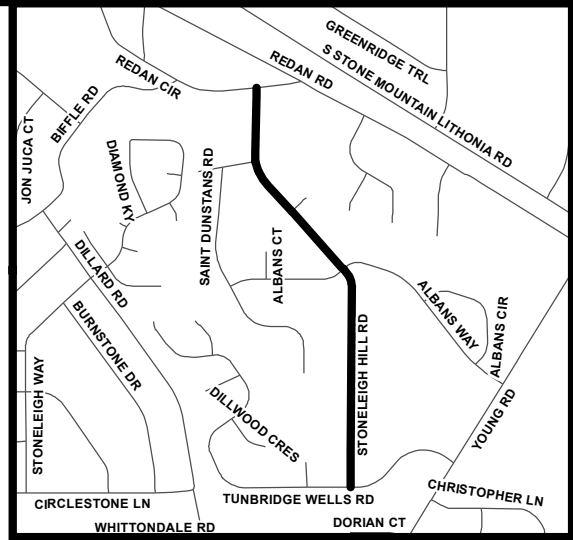 GREENRIDGE TRL
S STONE MOUNTAIN LITHONIA RD
REDAN RD
REDAN CIR
BIFFLE RD
JON JUCA CT
DIAMOND KY
SAINT DUNSTANS RD
ALBANS CT
DILLARD RD
BURNSTONE DR
ALBANS WAY
ALBANS CIR
STONELEIGH HILL RD
STONELEIGH WAY
DILLWOOD CRES
YOUNG RD
CIRCLESTONE LN
TUNBRIDGE WELLS RD
CHRISTOPHER LN
WHITTONDALE RD
DORIAN CT